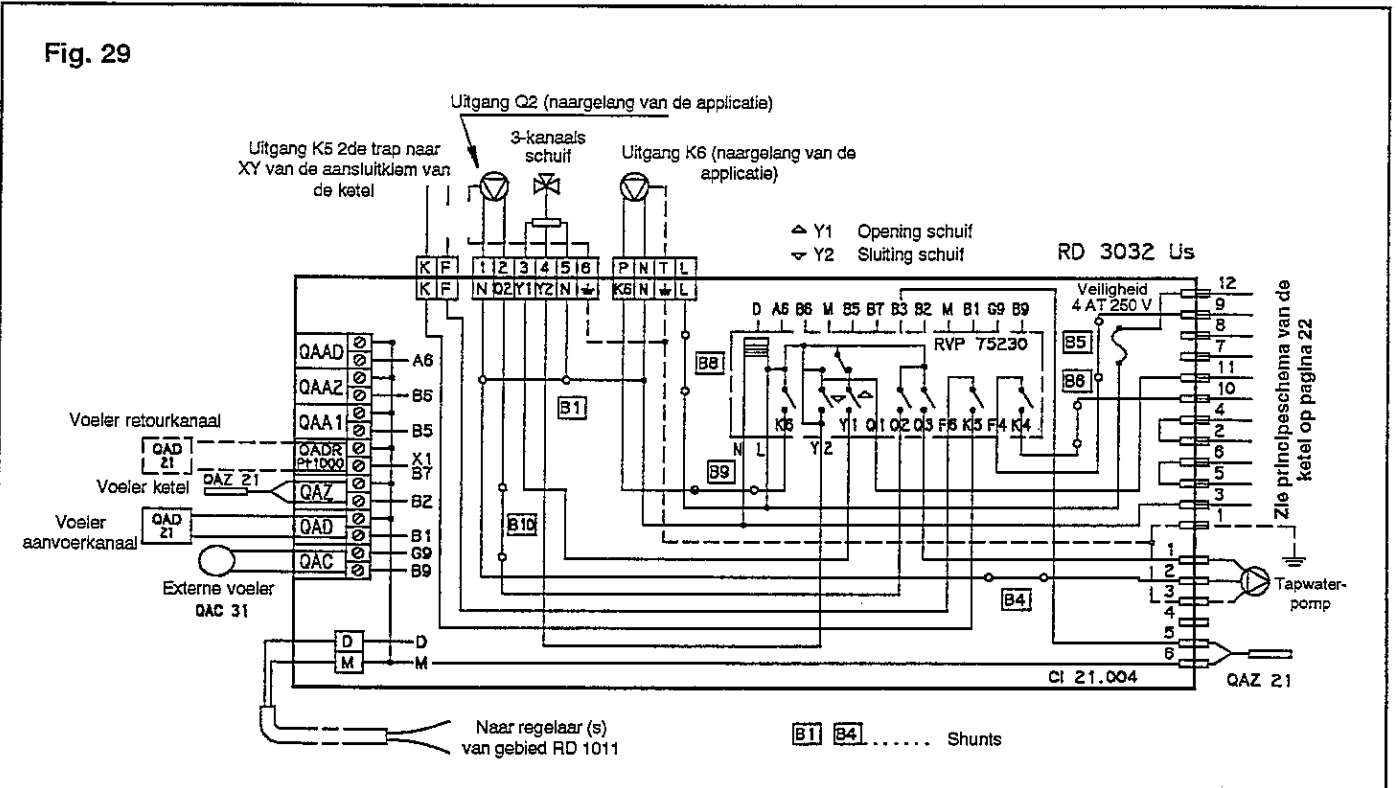 Fig. 29
Uitgang Q2 (naargelang van de applicatie)
Uitgang K5 2de trap naar
XY van de aansluitklem van
de ketel
3-kanaals
schuif
Uitgang K6 (naargelang van de
applicatie)
Y1 Opening schuif
Y2 Sluiting schuif
RD 3032 Us
K F 1 2 3 4 5 6 P N T L
K F N Q2 Y1 Y2 N K6 N L
Veiligheid
4 AT 250 V
D A6 B6 M B5 B7 B3 B2 M B1 G9 B9
RVP 75230
B8
B5
B6
B1
K6 Y1 Q1 Q2 Q3 F6 K5 F4 K4
N L Y2
B9
B10
B4
QAAD
A6
QAA2
B6
QAA1
B5
QADR
Pt1000
X1
B7
QAZ
B2
QAD
B1
QAC
G9
B9
Voeler retourkanaal
QAD
21
Voeler ketel
QAZ 21
Voeler
aanvoerkanaal
QAD
21
Externe voeler
QAC 31
D D
M M
12
9
8
7
11
10
4
2
6
5
3
1
Zie principeschema van de
ketel op pagina 22
1
2
3
4
5
6
Tapwater-
pomp
QAZ 21
CI 21.004
Naar regelaar (s)
van gebied RD 1011
B1 B4 ....... Shunts